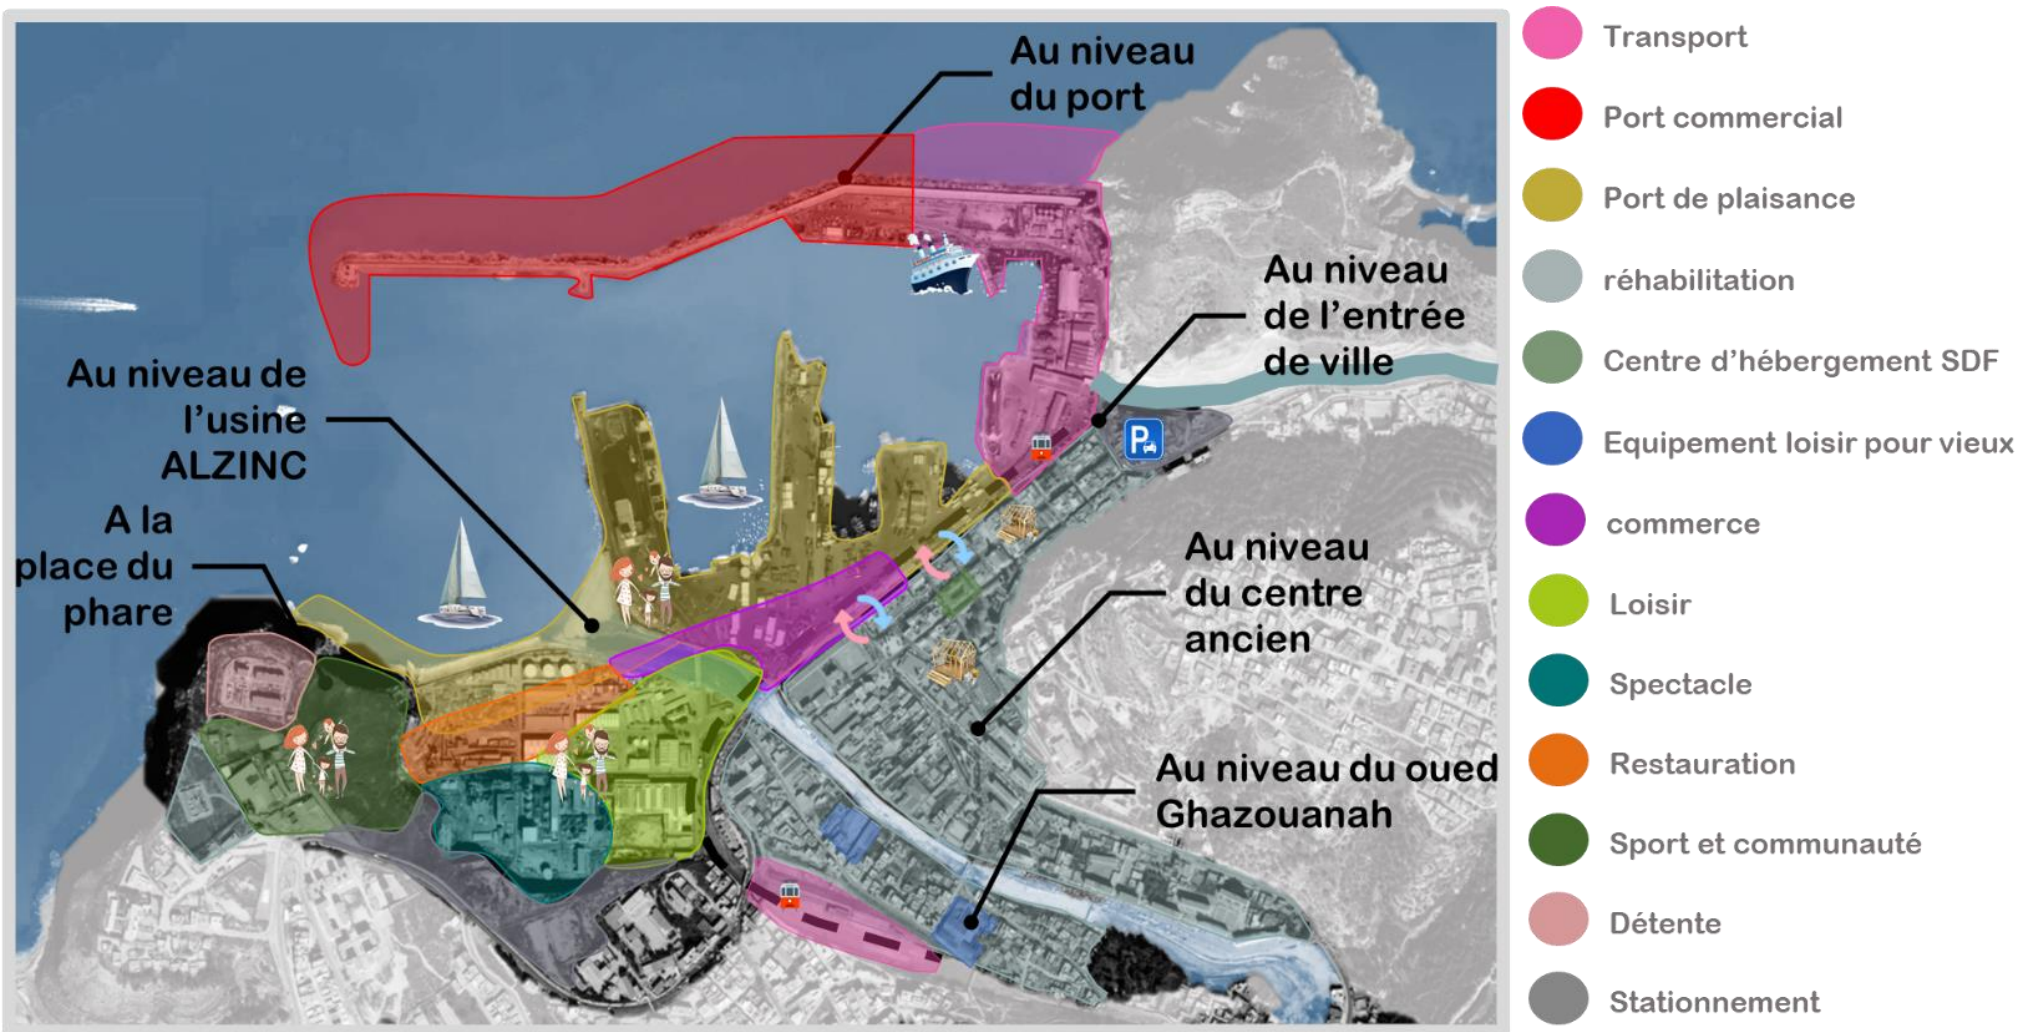 Au niveau
du port
Au niveau
de l'entrée
de ville
Au niveau de
l'usine
ALZINC
A la
place du
phare
Au niveau
du centre
ancien
Au niveau du oued
Ghazouanah
P
Transport
Port commercial
Port de plaisance
réhabilitation
Centre d'hébergement SDF
Equipement loisir pour vieux
commerce
Loisir
Spectacle
Restauration
Sport et communauté
Détente
Stationnement